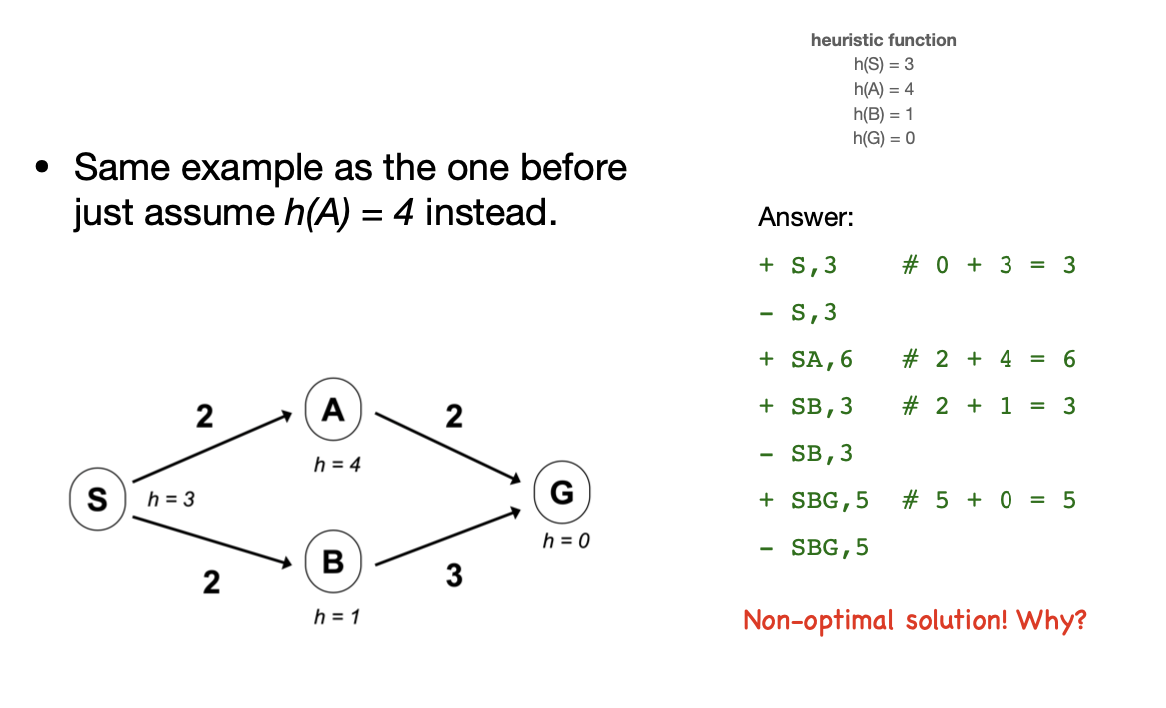 heuristic function
h(S) = 3
h(A) = 4
h(B) = 1
h(G) = 0
• Same example as the one before
just assume h(A) = 4 instead.
Answer:
+ S,3 # 0 + 3 = 3
- S,3
+ SA,6 # 2 + 4 = 6
+ SB,3 # 2 + 1 = 3
- SB,3
+ SBG,5 # 5 + 0 = 5
- SBG,5
Non-optimal solution! Why?
2
A
2
h = 4
S
h = 3
G
h = 0
2
B
3
h = 1